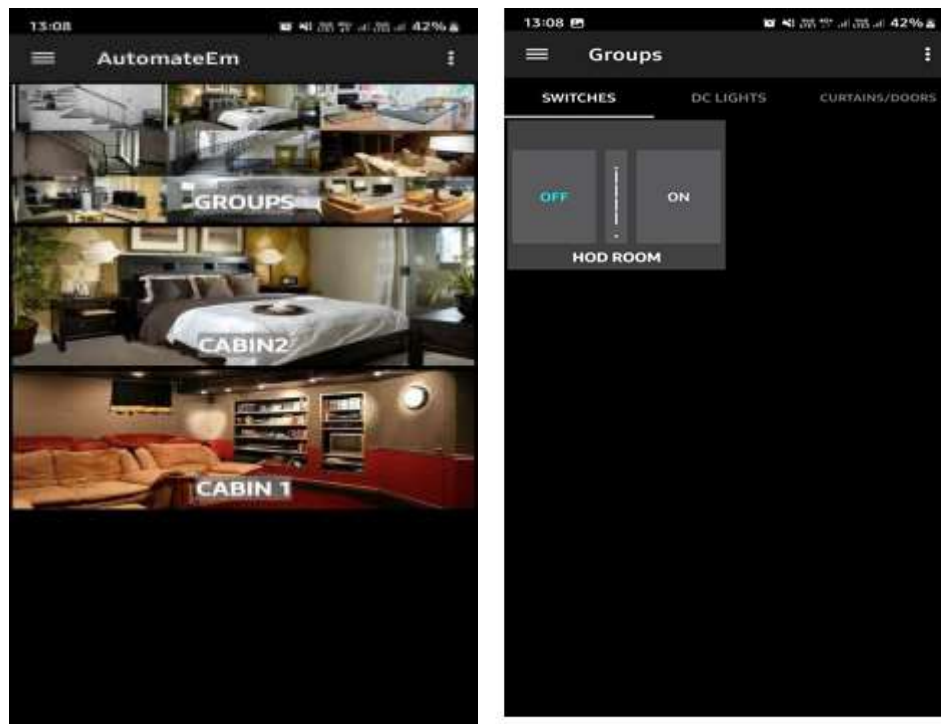 13:08
42%
AutomateEm
GROUPS
CABIN2
CABIN 1
13:08
42%
Groups
SWITCHES DC LIGHTS CURTAINS/DOORS
OFF ON
HOD ROOM